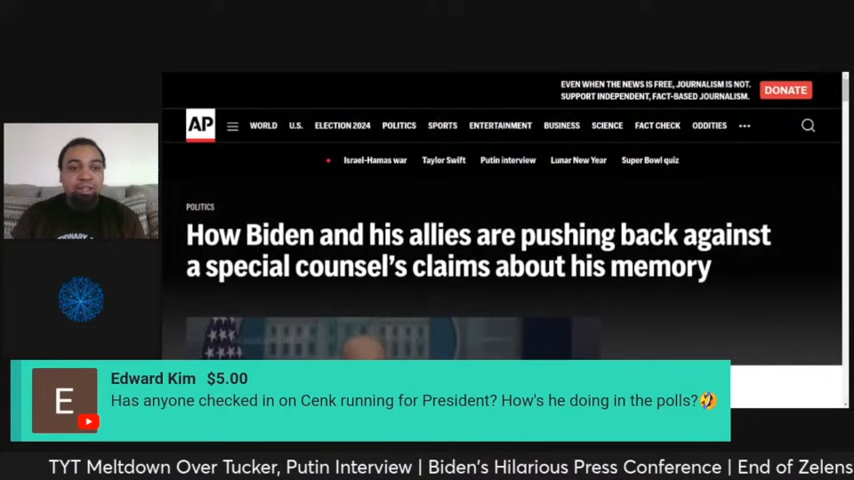 EVEN WHEN THE NEWS IS FREE, JOURNALISM IS NOT.
SUPPORT INDEPENDENT, FACT-BASED JOURNALISM.
DONATE
AP
WORLD U.S. ELECTION 2024 POLITICS SPORTS ENTERTAINMENT BUSINESS SCIENCE FACT CHECK ODDITIES
Israel-Hamas war Taylor Swift Putin interview Lunar New Year Super Bowl quiz
POLITICS
How Biden and his allies are pushing back against
a special counsel's claims about his memory
Edward Kim $5.00
E
Has anyone checked in on Cenk running for President? How's he doing in the polls?🤣
TYT Meltdown Over Tucker, Putin Interview | Biden's Hilarious Press Conference | End of Zelens